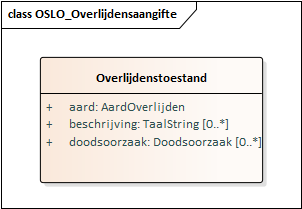 class OSLO_Overlijdensaangifte
Overlijdenstoestand
+ aard: AardOverlijden
+ beschrijving: TaalString [0..*]
+ doodsoorzaak: Doodsoorzaak [0..*]